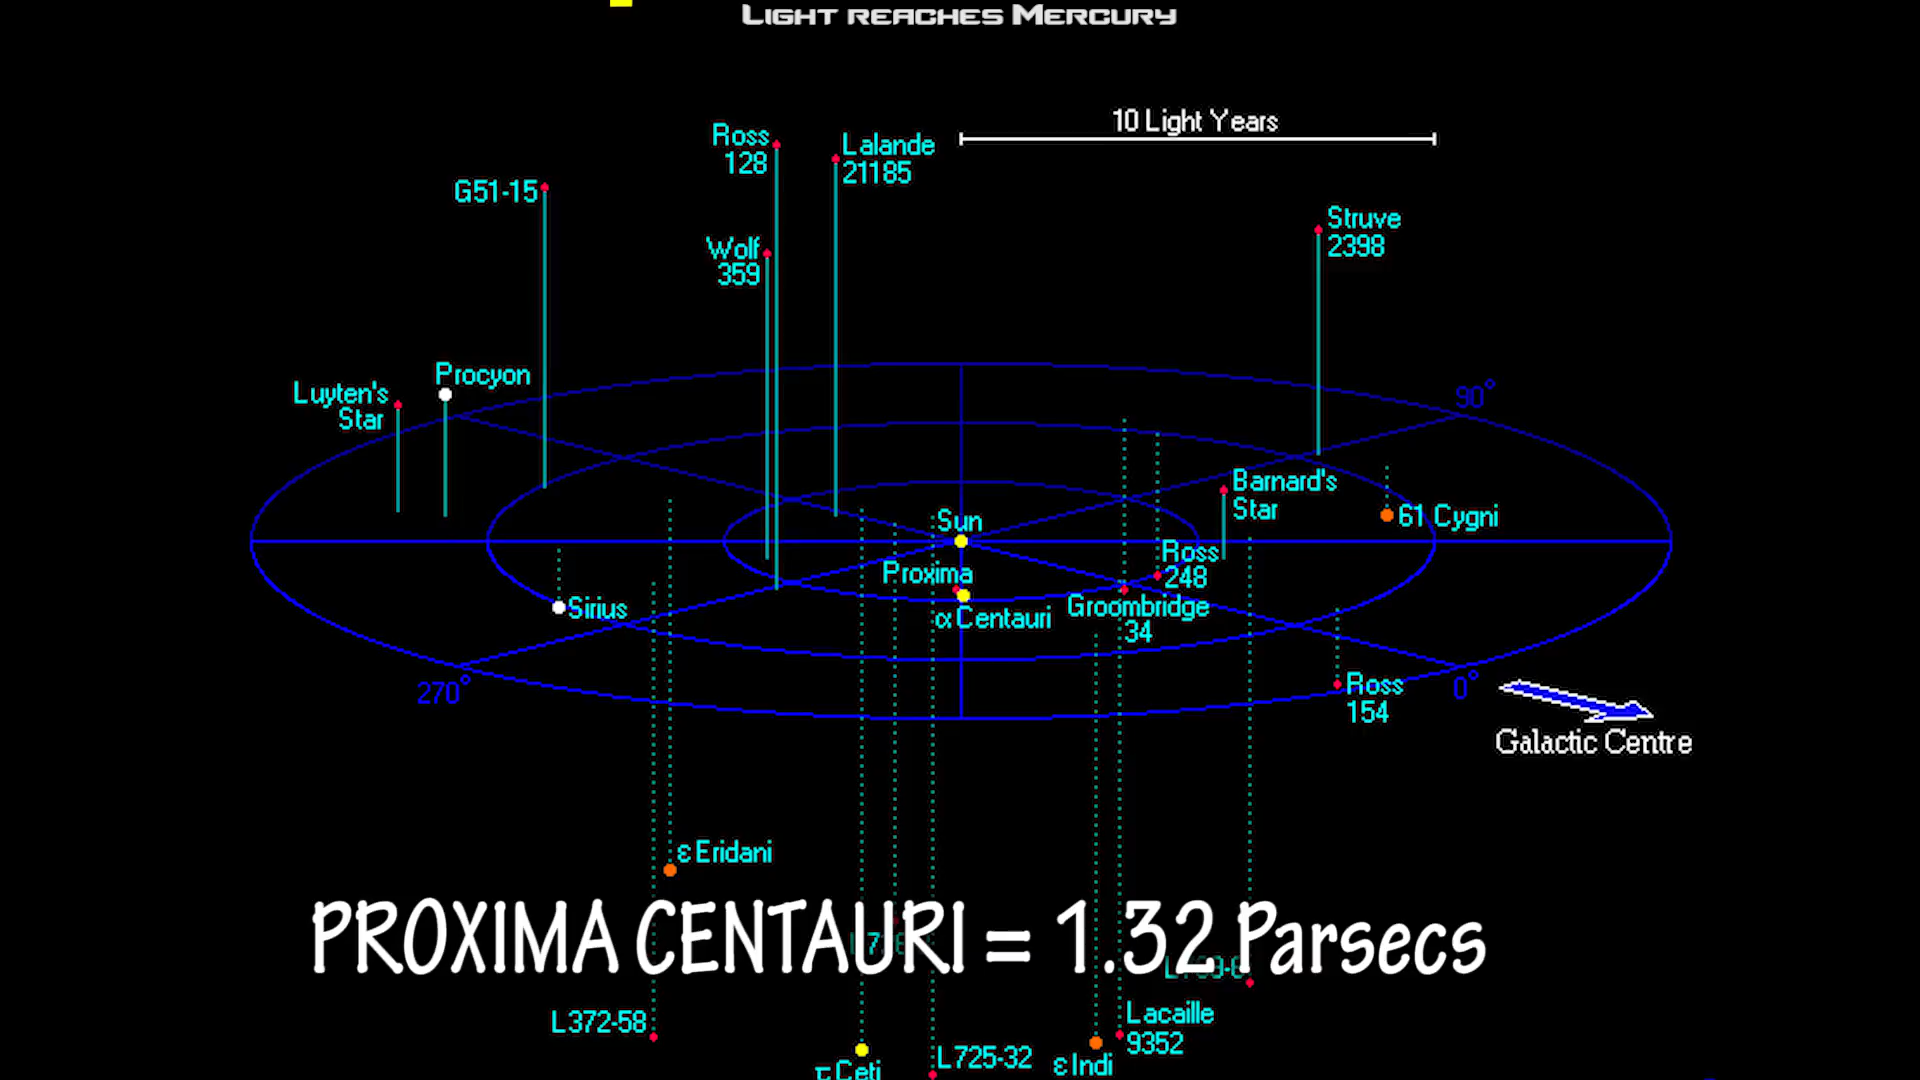 LIGHT REACHES MERCURY
10 Light Years
Ross
128
Lalande
21185
G51-15
Struve
2398
Wolf
359
Procyon
Luyten's
Star
90°
Barnard's
Star
61 Cygni
Sun
Ross
248
Proxima
Sirius
Groombridge
34
α Centauri
270°
0°
Ross
154
Galactic Centre
ε Eridani
PROXIMA CENTAURI = 1.32 Parsecs
L372-58
Lacaille
9352
L725-32
ε Indi
τ Ceti